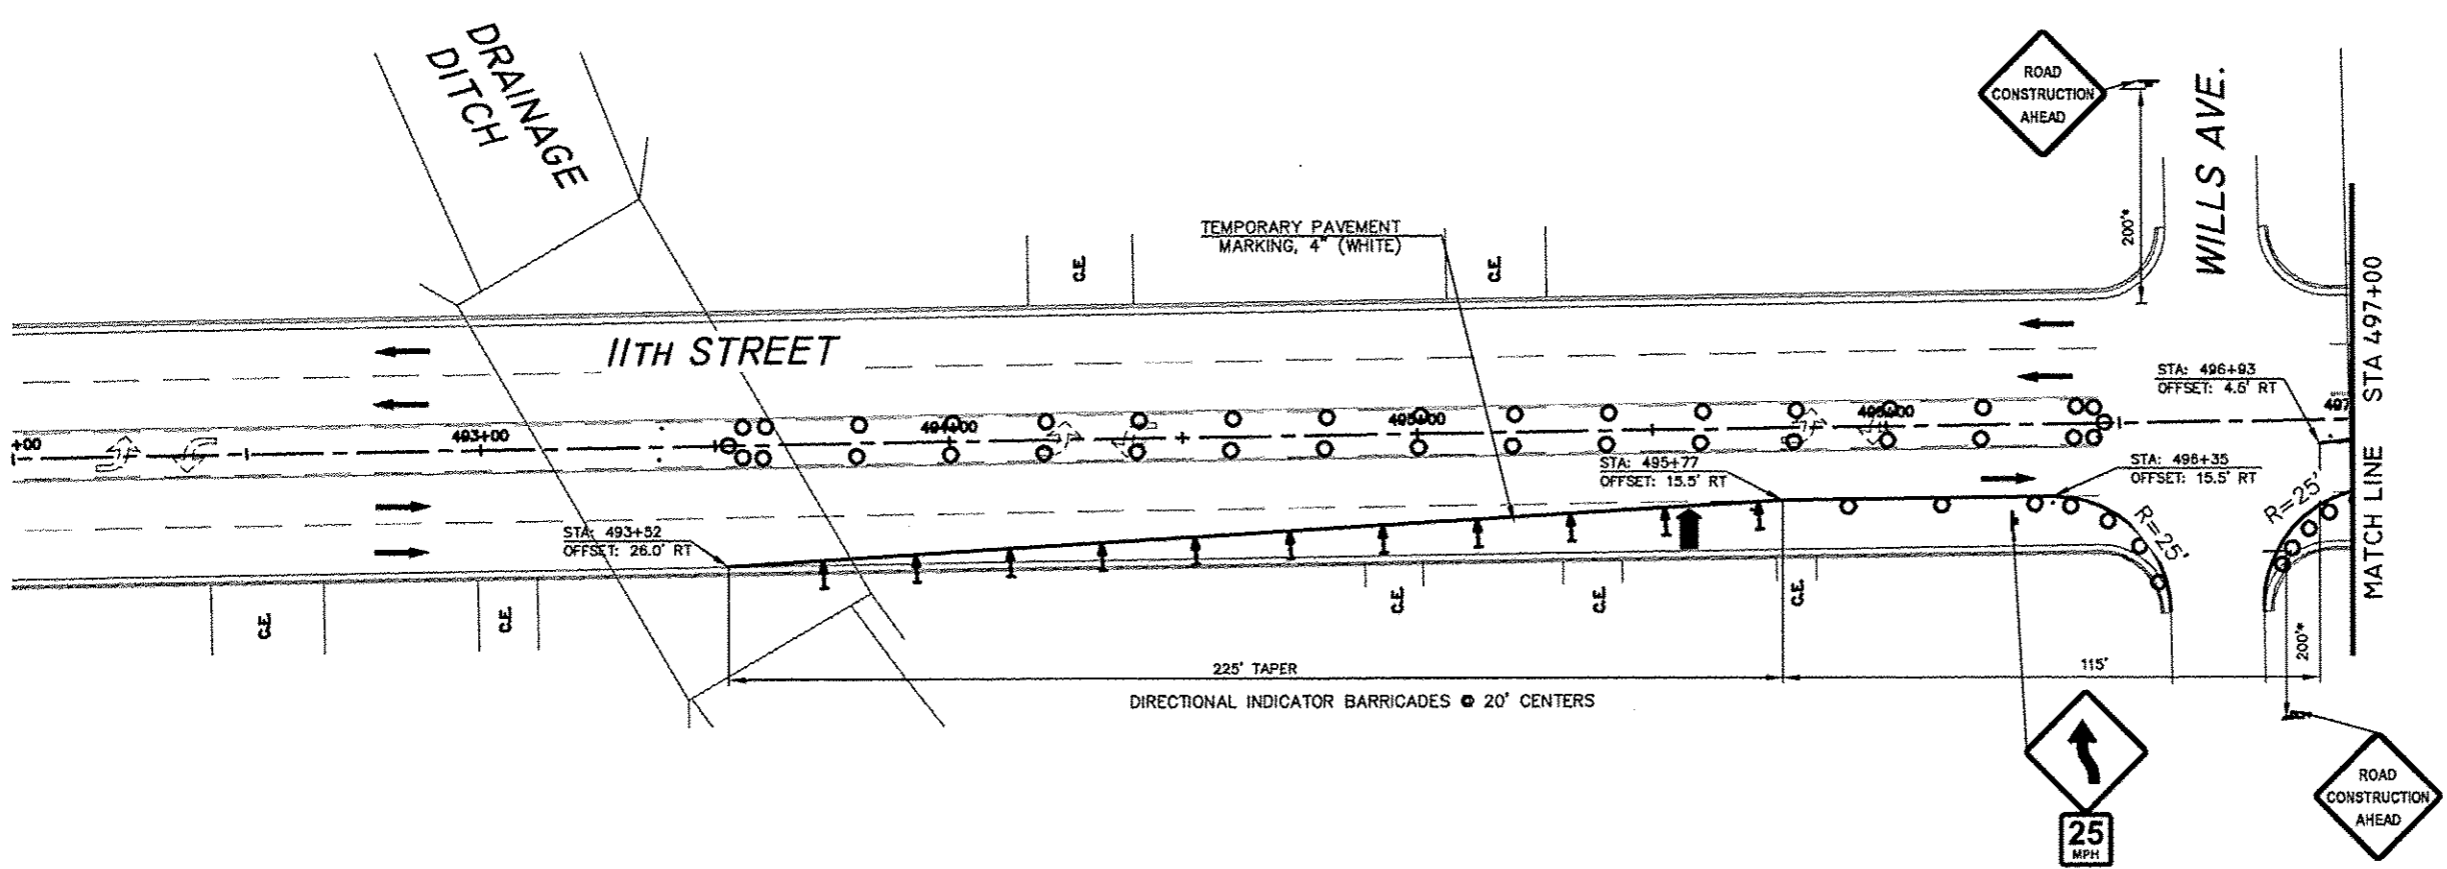 DRAINAGE
DITCH
ROAD
CONSTRUCTION
AHEAD
WILLS AVE.
200'*
TEMPORARY PAVEMENT
MARKING, 4" (WHITE)
C.E.
C.E.
11TH STREET
MATCH LINE STA 497+00
STA: 496+93
OFFSET: 4.5' RT
+00
493+00
494+00
495+00
496+00
497
STA: 495+77
OFFSET: 15.5' RT
STA: 496+35
OFFSET: 15.5' RT
STA: 493+52
OFFSET: 26.0' RT
R=25'
R=25'
C.E.
C.E.
C.E.
C.E.
C.E.
225' TAPER
115'
200'*
DIRECTIONAL INDICATOR BARRICADES @ 20' CENTERS
25
MPH
ROAD
CONSTRUCTION
AHEAD